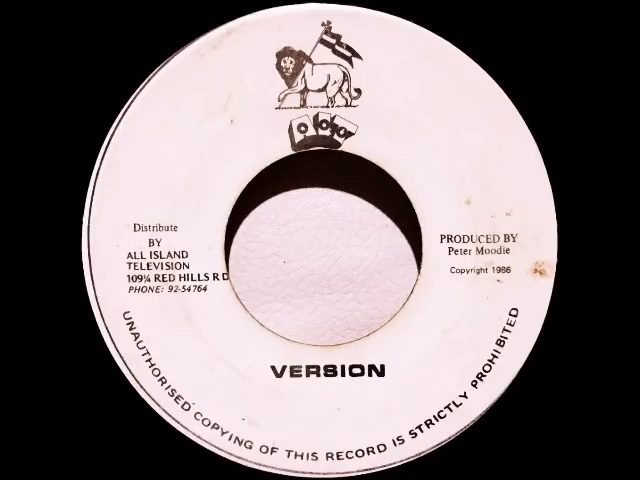 Distribute
BY
ALL ISLAND
TELEVISION
109¼ RED HILLS RD
PHONE: 92-54764
PRODUCED BY
Peter Moodie
Copyright 1986
VERSION
UNAUTHORISED COPYING OF THIS RECORD IS STRICTLY PROHIBITED